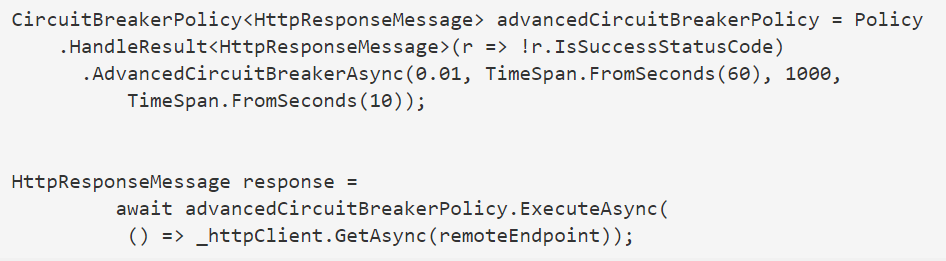 CircuitBreakerPolicy<HttpResponseMessage> advancedCircuitBreakerPolicy = Policy
    .HandleResult<HttpResponseMessage>(r => !r.IsSuccessStatusCode)
      .AdvancedCircuitBreakerAsync(0.01, TimeSpan.FromSeconds(60), 1000,
          TimeSpan.FromSeconds(10));
HttpResponseMessage response =
         await advancedCircuitBreakerPolicy.ExecuteAsync(
          () => _httpClient.GetAsync(remoteEndpoint));